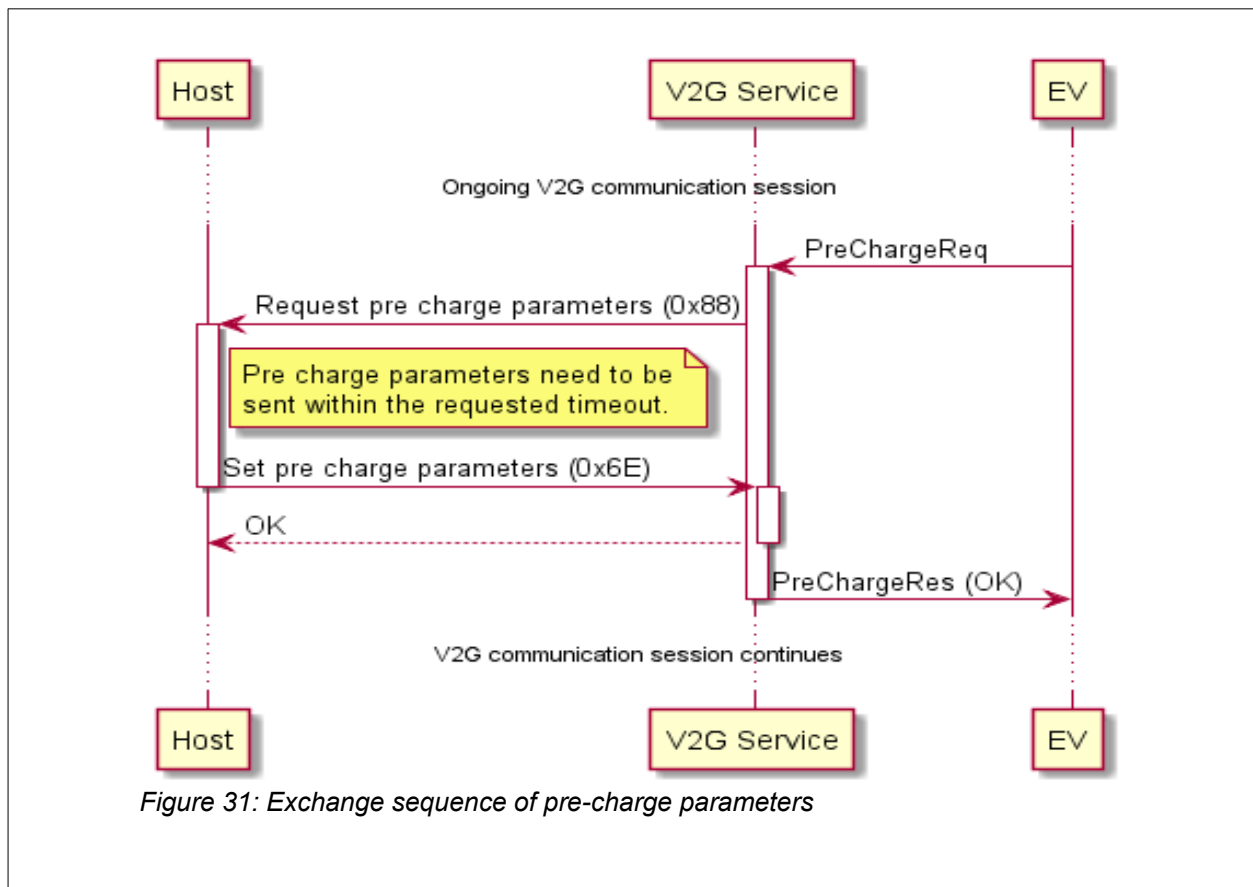 Host
V2G Service
EV
Ongoing V2G communication session
PreChargeReq
Request pre charge parameters (0x88)
Pre charge parameters need to be
sent within the requested timeout.
Set pre charge parameters (0x6E)
OK
PreChargeRes (OK)
V2G communication session continues
Host
V2G Service
EV
Figure 31: Exchange sequence of pre-charge parameters